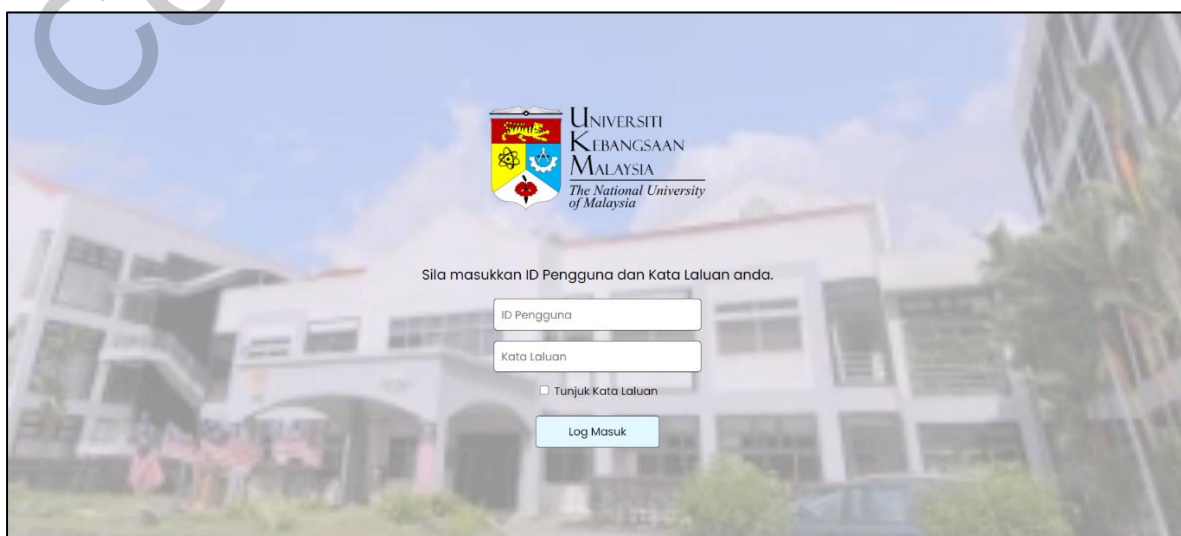 UNIVERSITI
KEBANGSAAN
MALAYSIA
The National University
of Malaysia
Sila masukkan ID Pengguna dan Kata Laluan anda.
ID Pengguna
Kata Laluan
Tunjuk Kata Laluan
Log Masuk